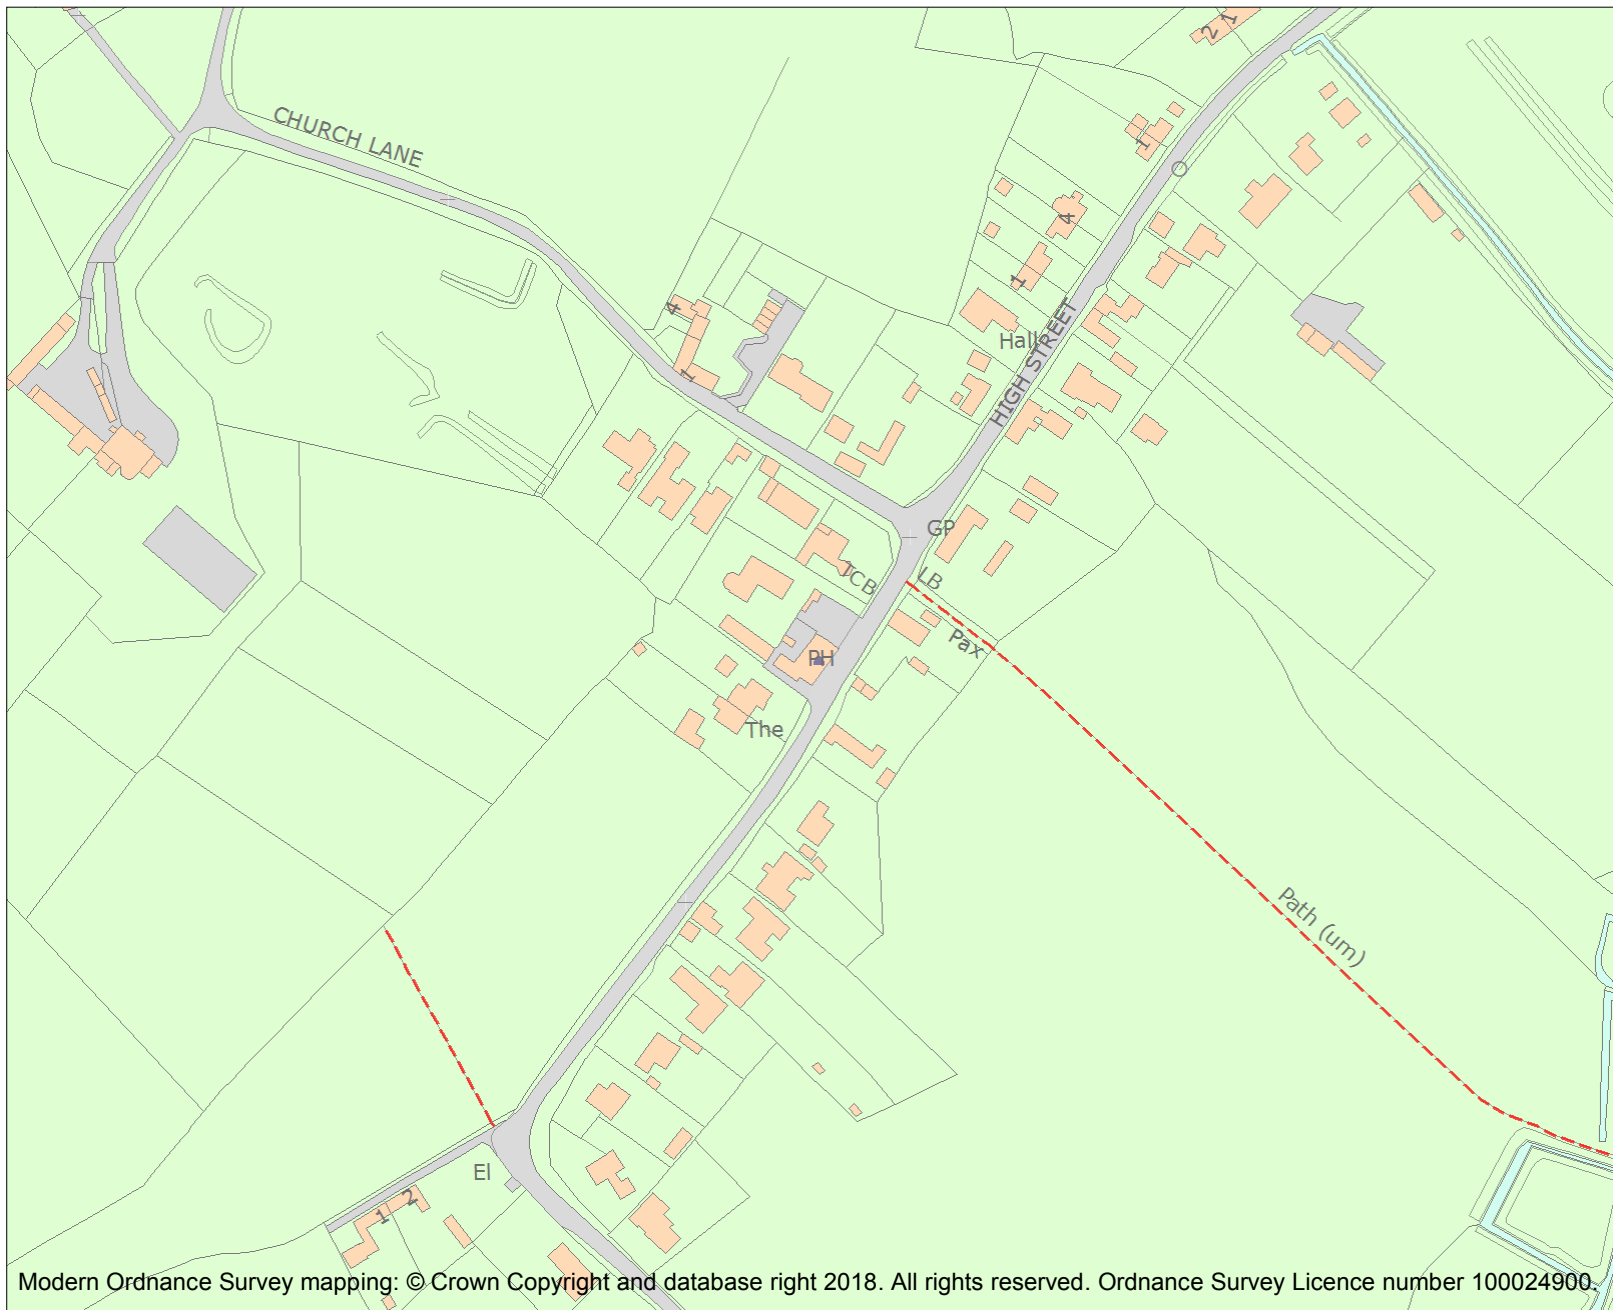 2
1
CHURCH LANE
1
4
1
4
Hall
HIGH STREET
1
GP
TCB
LB
Pax
PH
The
Path (um)
El
2
1
Modern Ordnance Survey mapping: © Crown Copyright and database right 2018. All rights reserved. Ordnance Survey Licence number 100024900.